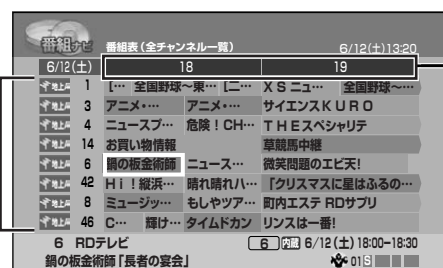 番組ナビ 番組表(全チャンネル一覧) 6/12(土)13:20
6/12(土) 18 19
地上A 1 [… 全国野球~東… [二… ＸＳニュ… 全国野球~…
地上A 3 アニメ・… アニメ・… サイエンスＫＵＲＯ
地上A 4 ニュースプ… 危険！CH… ＴＨＥスペシャリテ
地上A 14 お買い物情報 草競馬中継
地上A 6 鍋の板金術師 ニュース… 微笑問題のエビ天!
地上A 42 Ｈｉ！縦浜… 晴れ晴れハ… 「クリスマスに星はふるの…
地上A 8 ミュージッ… もしやツア… 町内エステ RDサプリ
地上A 46 C… 輝け… タイムドカン リンスは一番!
6 RDテレビ 6 内蔵 6/12(土) 18:00-18:30
鍋の板金術師「長者の宴会」 01 S